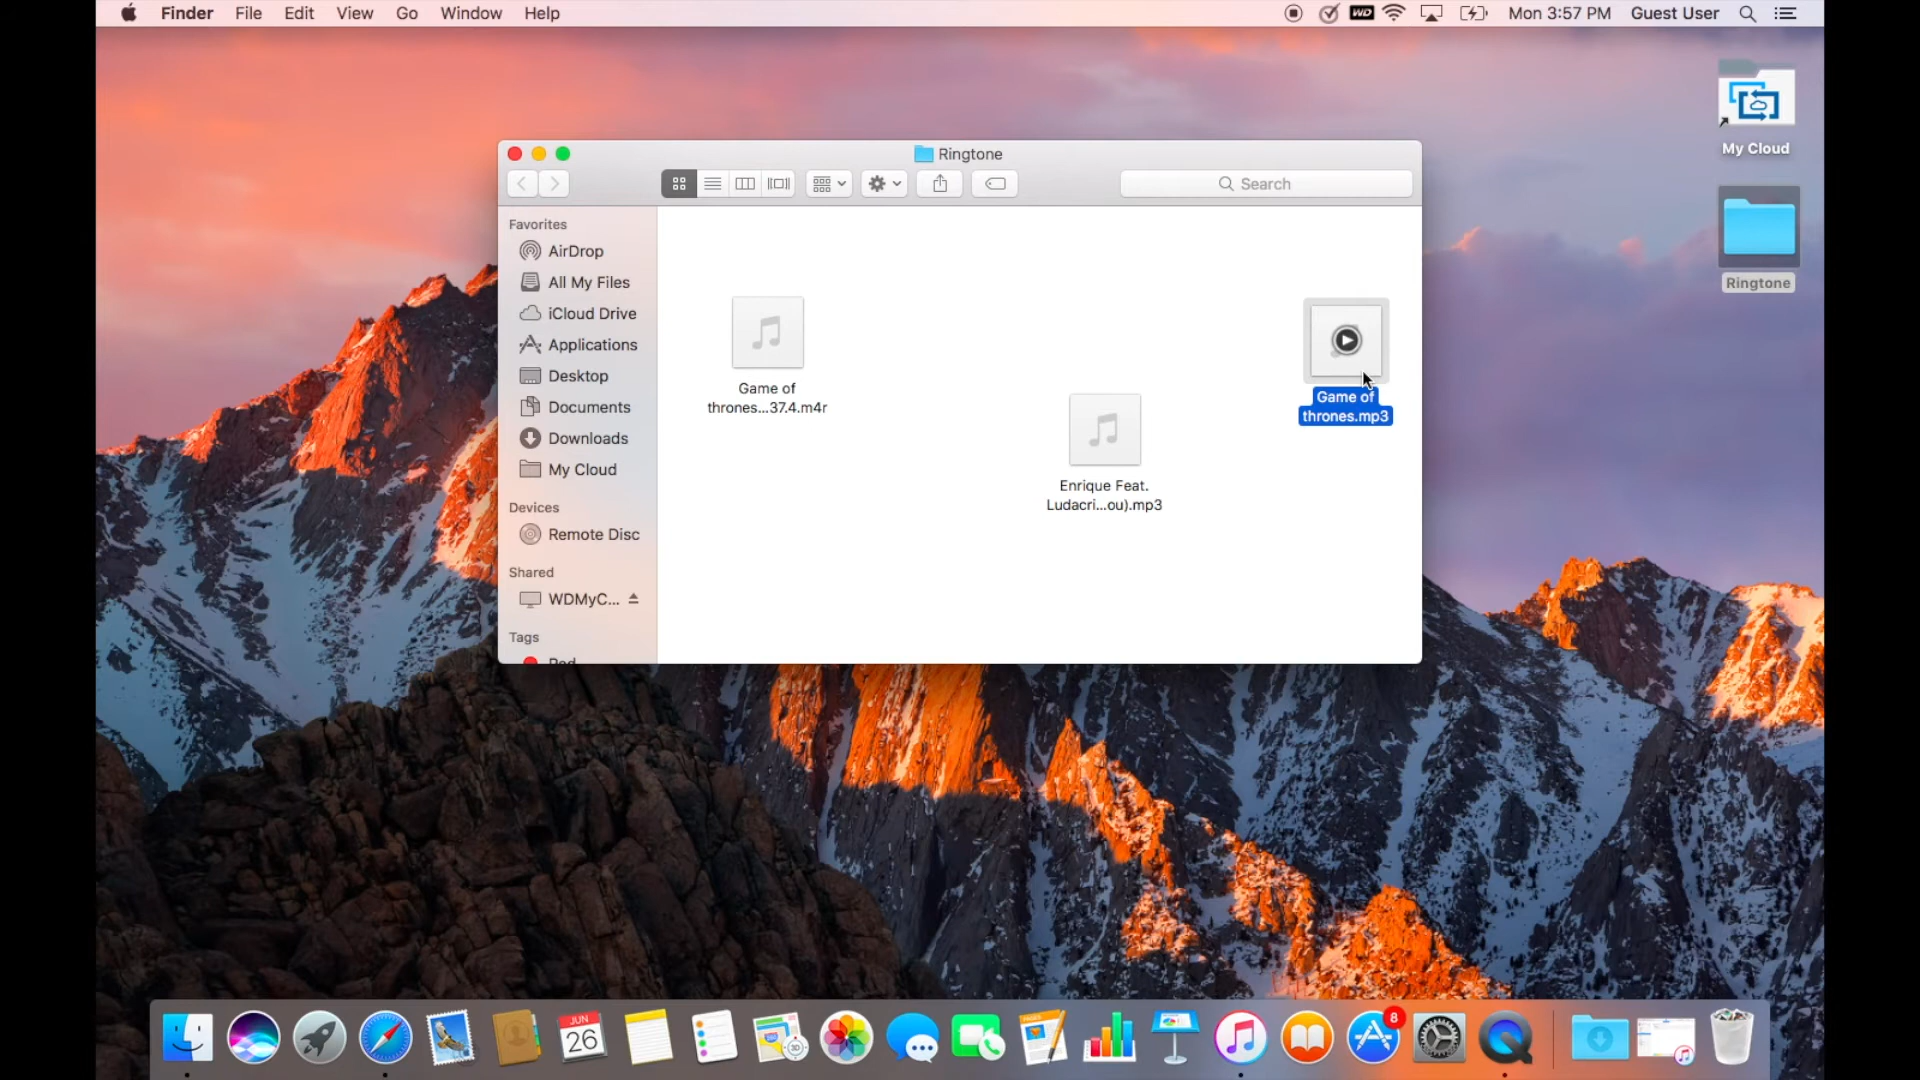 Finder File Edit View Go Window Help
WD Mon 3:57 PM Guest User
My Cloud
Ringtone
Ringtone
Search
Favorites
AirDrop
All My Files
iCloud Drive
Applications
Desktop
Documents
Downloads
My Cloud
Devices
Remote Disc
Shared
WDMyC...
Tags
Red
Game of
thrones...37.4.m4r
Enrique Feat.
Ludacri...ou).mp3
Game of
thrones.mp3
JUN
26
PAGES
8